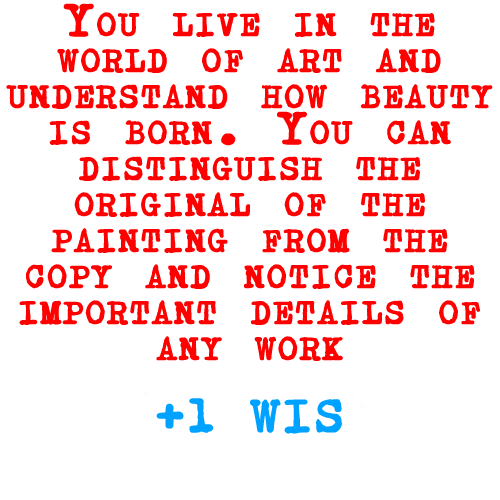 You live in the
world of art and
understand how beauty
is born. You can
distinguish the
original of the
painting from the
copy and notice the
important details of
any work
+1 WIS